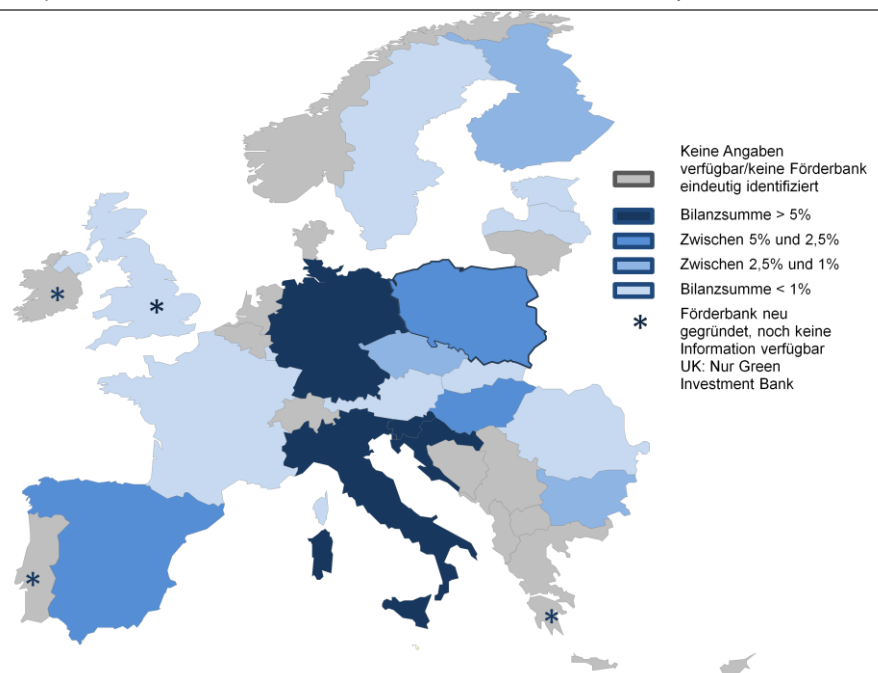 Keine Angaben
verfügbar/keine Förderbank
eindeutig identifiziert
Bilanzsumme > 5%
Zwischen 5% und 2,5%
Zwischen 2,5% und 1%
Bilanzsumme < 1%
* Förderbank neu
gegründet, noch keine
Information verfügbar
UK: Nur Green
Investment Bank
*
*
*
*